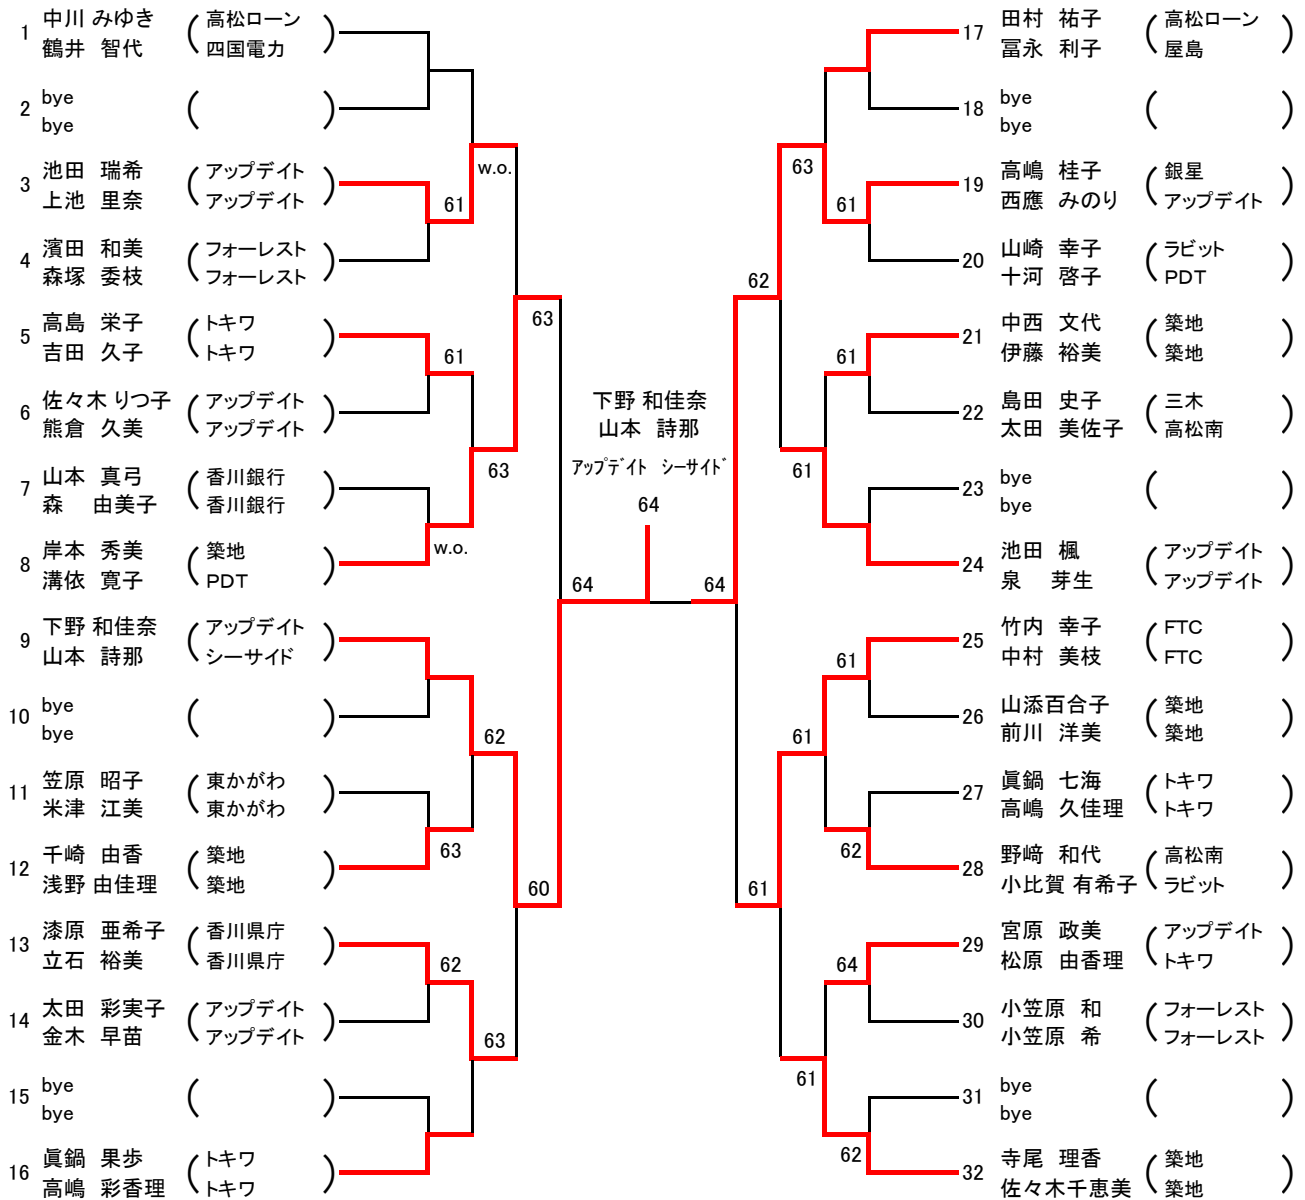 1 中川 みゆき (高松ローン
鶴井 智代 四国電力)
2 bye ( )
bye
3 池田 瑞希 (アップデイト
上池 里奈 アップデイト)
61
w.o.
4 濱田 和美 (フォーレスト
森塚 委枝 フォーレスト)
63
5 高島 栄子 (トキワ
吉田 久子 トキワ)
61
6 佐々木 りつ子 (アップデイト
熊倉 久美 アップデイト)
63
7 山本 真弓 (香川銀行
森 由美子 香川銀行)
w.o.
8 岸本 秀美 (築地
溝依 寛子 PDT)
64
9 下野 和佳奈 (アップデイト
山本 詩那 シーサイド)
10 bye ( )
bye
62
11 笠原 昭子 (東かがわ
米津 江美 東かがわ)
63
12 千崎 由香 (築地
浅野 由佳理 築地)
60
13 漆原 亜希子 (香川県庁
立石 裕美 香川県庁)
62
14 太田 彩実子 (アップデイト
金木 早苗 アップデイト)
63
15 bye ( )
bye
16 眞鍋 果歩 (トキワ
高嶋 彩香理 トキワ)
下野 和佳奈
山本 詩那
アップデイト シーサイド
64
17 田村 祐子 (高松ローン
冨永 利子 屋島)
18 bye ( )
bye
63
19 高嶋 桂子 (銀星
西應 みのり アップデイト)
61
20 山崎 幸子 (ラビット
十河 啓子 PDT)
62
21 中西 文代 (築地
伊藤 裕美 築地)
61
22 島田 史子 (三木
太田 美佐子 高松南)
61
23 bye ( )
bye
24 池田 楓 (アップデイト
泉 芽生 アップデイト)
64
25 竹内 幸子 (FTC
中村 美枝 FTC)
61
26 山添百合子 (築地
前川 洋美 築地)
61
27 眞鍋 七海 (トキワ
高嶋 久佳理 トキワ)
62
28 野﨑 和代 (高松南
小比賀 有希子 ラビット)
61
29 宮原 政美 (アップデイト
松原 由香理 トキワ)
64
30 小笠原 和 (フォーレスト
小笠原 希 フォーレスト)
61
31 bye ( )
bye
62
32 寺尾 理香 (築地
佐々木千恵美 築地)